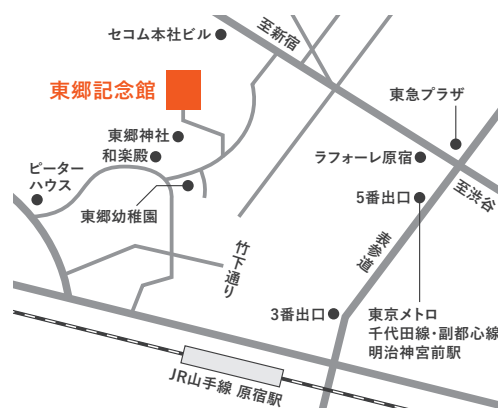 セコム本社ビル
至新宿
東郷記念館
東急プラザ
東郷神社
和楽殿
ラフォーレ原宿
ピーター
ハウス
至渋谷
5番出口
東郷幼稚園
表参道
竹下通り
3番出口
東京メトロ
千代田線・副都心線
明治神宮前駅
JR山手線 原宿駅